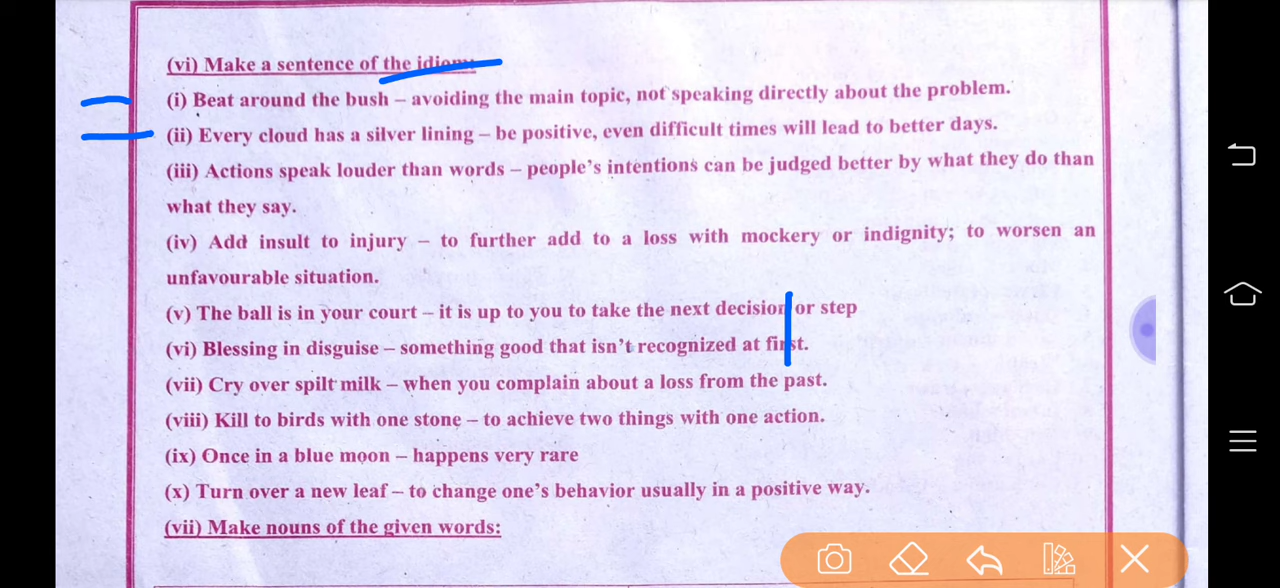 (vi) Make a sentence of the idioms
(i) Beat around the bush – avoiding the main topic, not speaking directly about the problem.
(ii) Every cloud has a silver lining – be positive, even difficult times will lead to better days.
(iii) Actions speak louder than words – people's intentions can be judged better by what they do than
what they say.
(iv) Add insult to injury – to further add to a loss with mockery or indignity; to worsen an
unfavourable situation.
(v) The ball is in your court – it is up to you to take the next decision or step
(vi) Blessing in disguise – something good that isn't recognized at first.
(vii) Cry over spilt milk – when you complain about a loss from the past.
(viii) Kill to birds with one stone – to achieve two things with one action.
(ix) Once in a blue moon – happens very rare
(x) Turn over a new leaf – to change one's behavior usually in a positive way.
(vii) Make nouns of the given words: